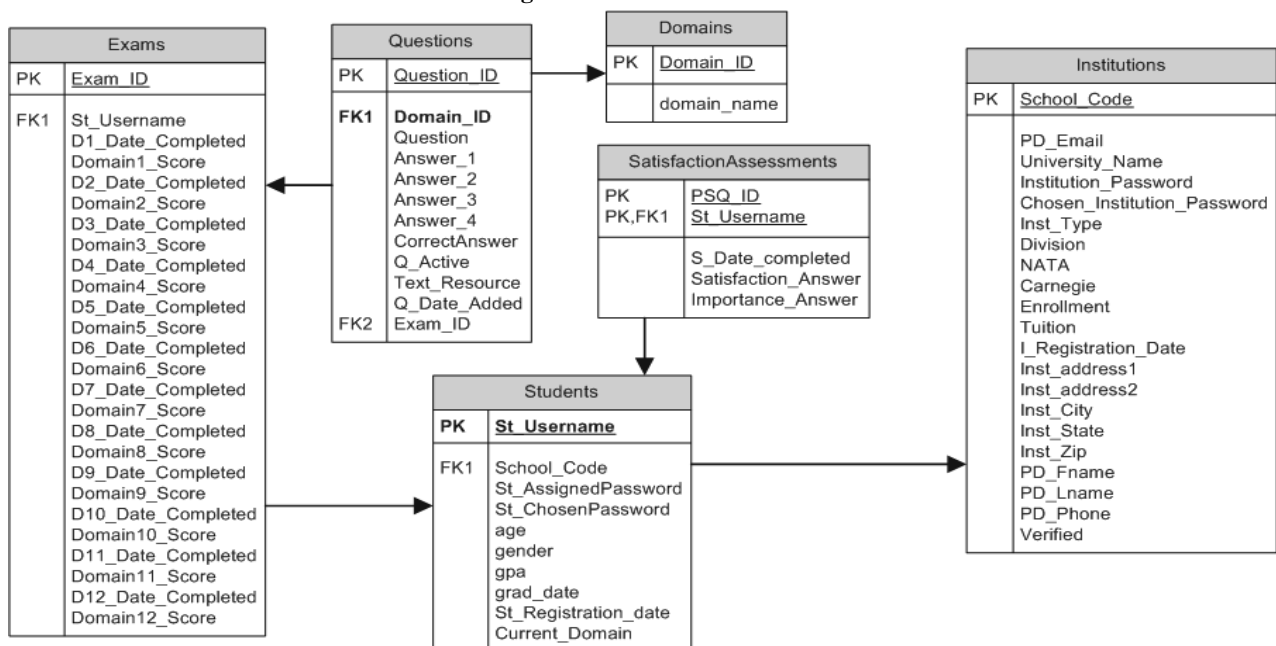 Exams
PK Exam_ID
FK1 St_Username
D1_Date_Completed
Domain1_Score
D2_Date_Completed
Domain2_Score
D3_Date_Completed
Domain3_Score
D4_Date_Completed
Domain4_Score
D5_Date_Completed
Domain5_Score
D6_Date_Completed
Domain6_Score
D7_Date_Completed
Domain7_Score
D8_Date_Completed
Domain8_Score
D9_Date_Completed
Domain9_Score
D10_Date_Completed
Domain10_Score
D11_Date_Completed
Domain11_Score
D12_Date_Completed
Domain12_Score
Questions
PK Question_ID
FK1 Domain_ID
Question
Answer_1
Answer_2
Answer_3
Answer_4
CorrectAnswer
Q_Active
Text_Resource
Q_Date_Added
FK2 Exam_ID
Domains
PK Domain_ID
domain_name
SatisfactionAssessments
PK PSQ_ID
PK,FK1 St_Username
S_Date_completed
Satisfaction_Answer
Importance_Answer
Students
PK St_Username
FK1 School_Code
St_AssignedPassword
St_ChosenPassword
age
gender
gpa
grad_date
St_Registration_date
Current_Domain
Institutions
PK School_Code
PD_Email
University_Name
Institution_Password
Chosen_Institution_Password
Inst_Type
Division
NATA
Carnegie
Enrollment
Tuition
I_Registration_Date
Inst_address1
Inst_address2
Inst_City
Inst_State
Inst_Zip
PD_Fname
PD_Lname
PD_Phone
Verified